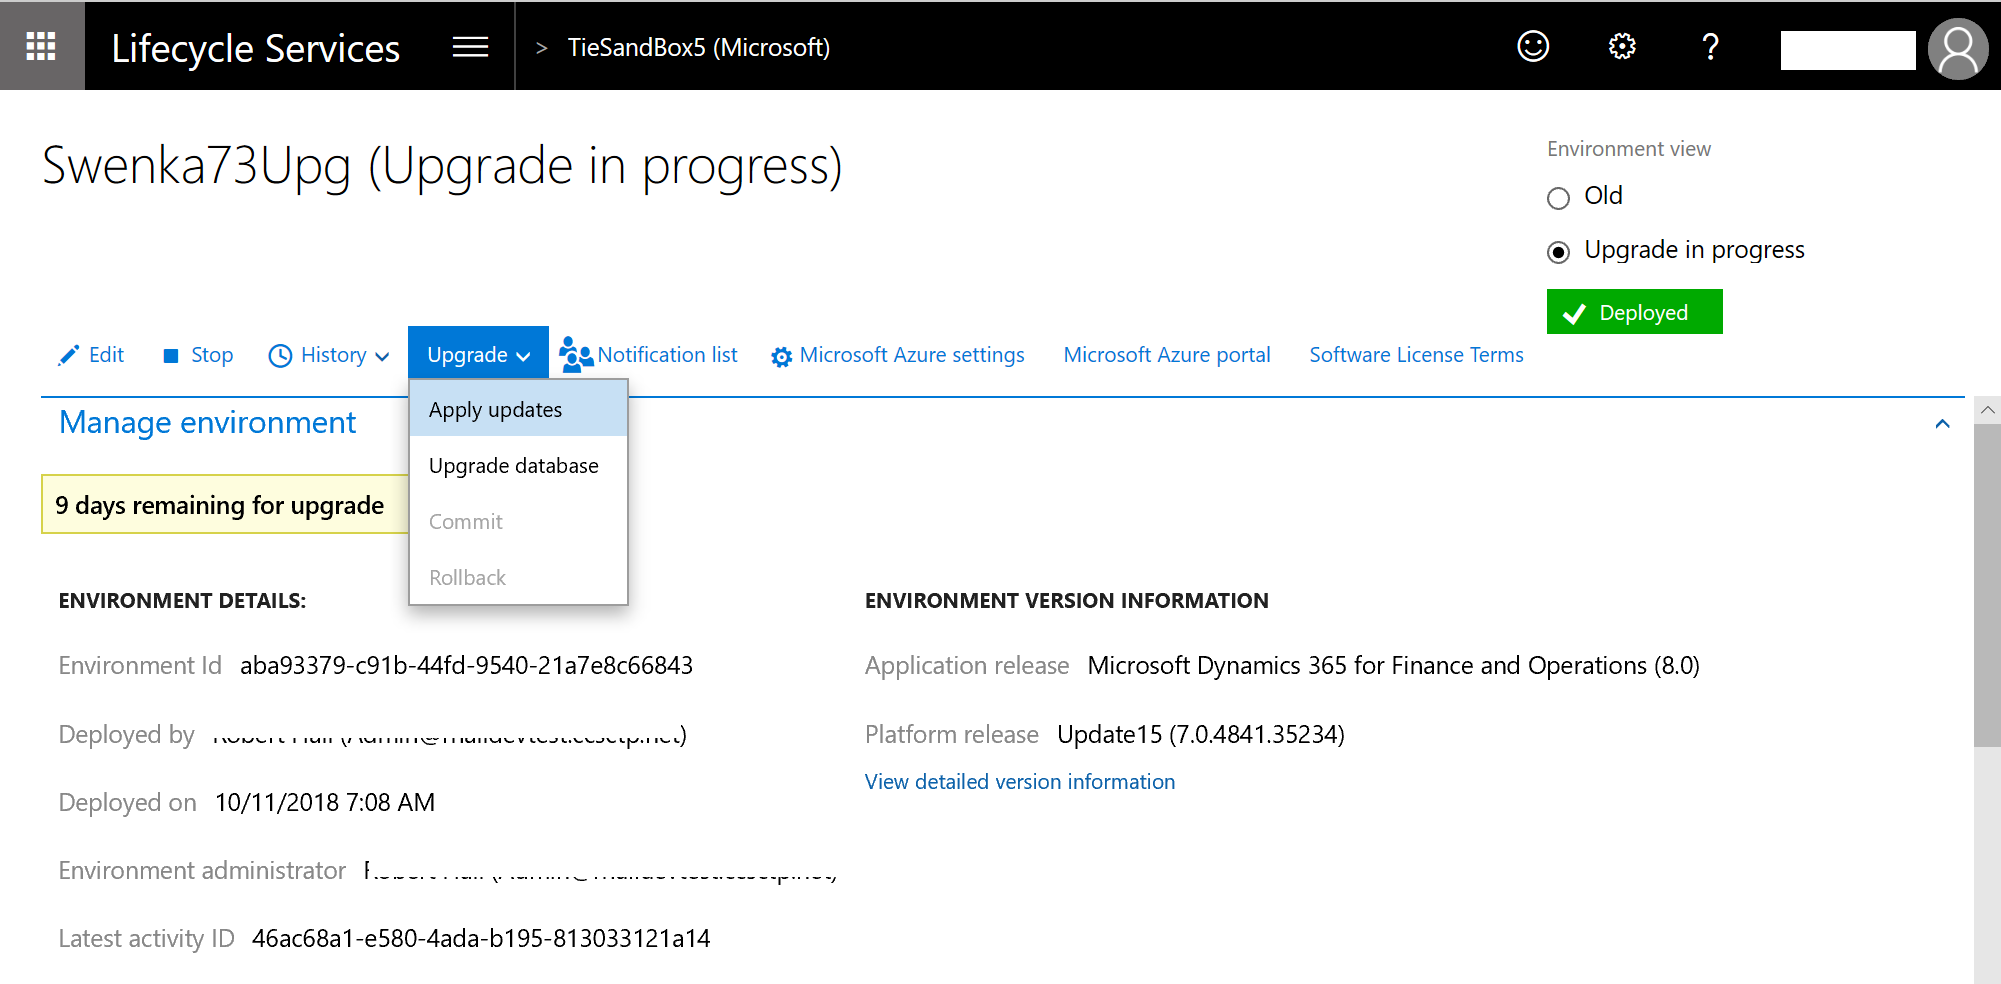 Lifecycle Services > TieSandBox5 (Microsoft) ?
Swenka73Upg (Upgrade in progress)
Environment view
Old
Upgrade in progress
Deployed
Edit Stop History Upgrade Notification list Microsoft Azure settings Microsoft Azure portal Software License Terms
Apply updates
Upgrade database
Commit
Rollback
Manage environment
9 days remaining for upgrade
ENVIRONMENT DETAILS:
Environment Id aba93379-c91b-44fd-9540-21a7e8c66843
Deployed by
Deployed on 10/11/2018 7:08 AM
Environment administrator
Latest activity ID 46ac68a1-e580-4ada-b195-813033121a14
ENVIRONMENT VERSION INFORMATION
Application release Microsoft Dynamics 365 for Finance and Operations (8.0)
Platform release Update15 (7.0.4841.35234)
View detailed version information